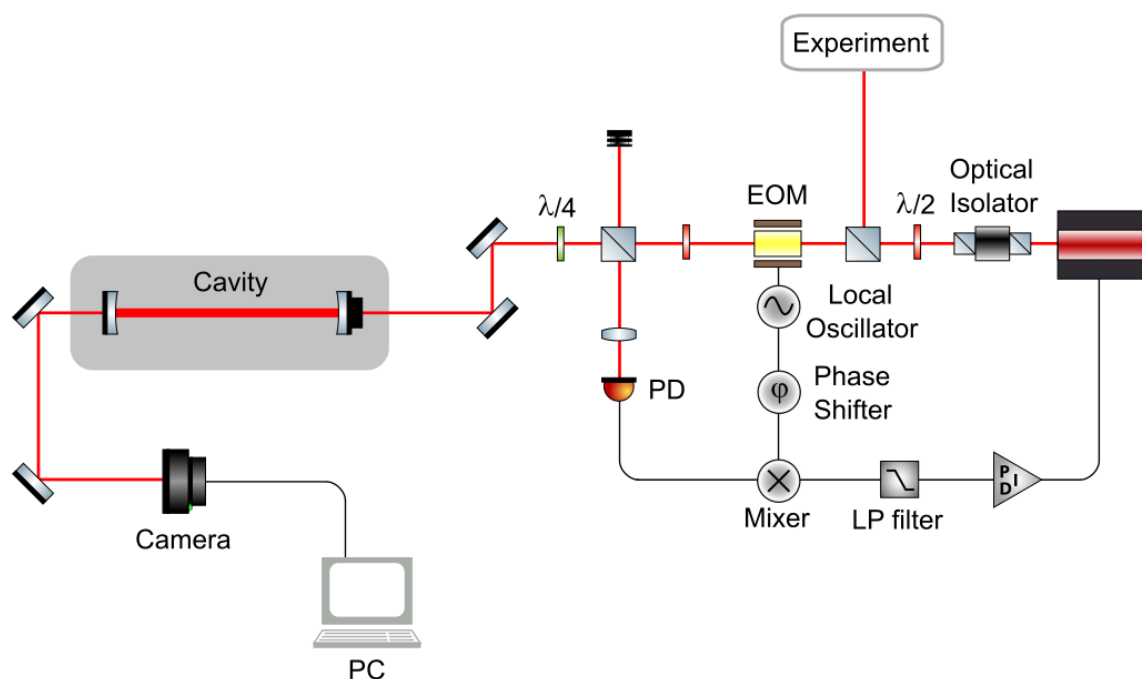 Experiment
Optical
Isolator
EOM
λ/2
λ/4
Cavity
Local
Oscillator
PD
φ
Phase
Shifter
P
I
D
Mixer
LP filter
Camera
PC